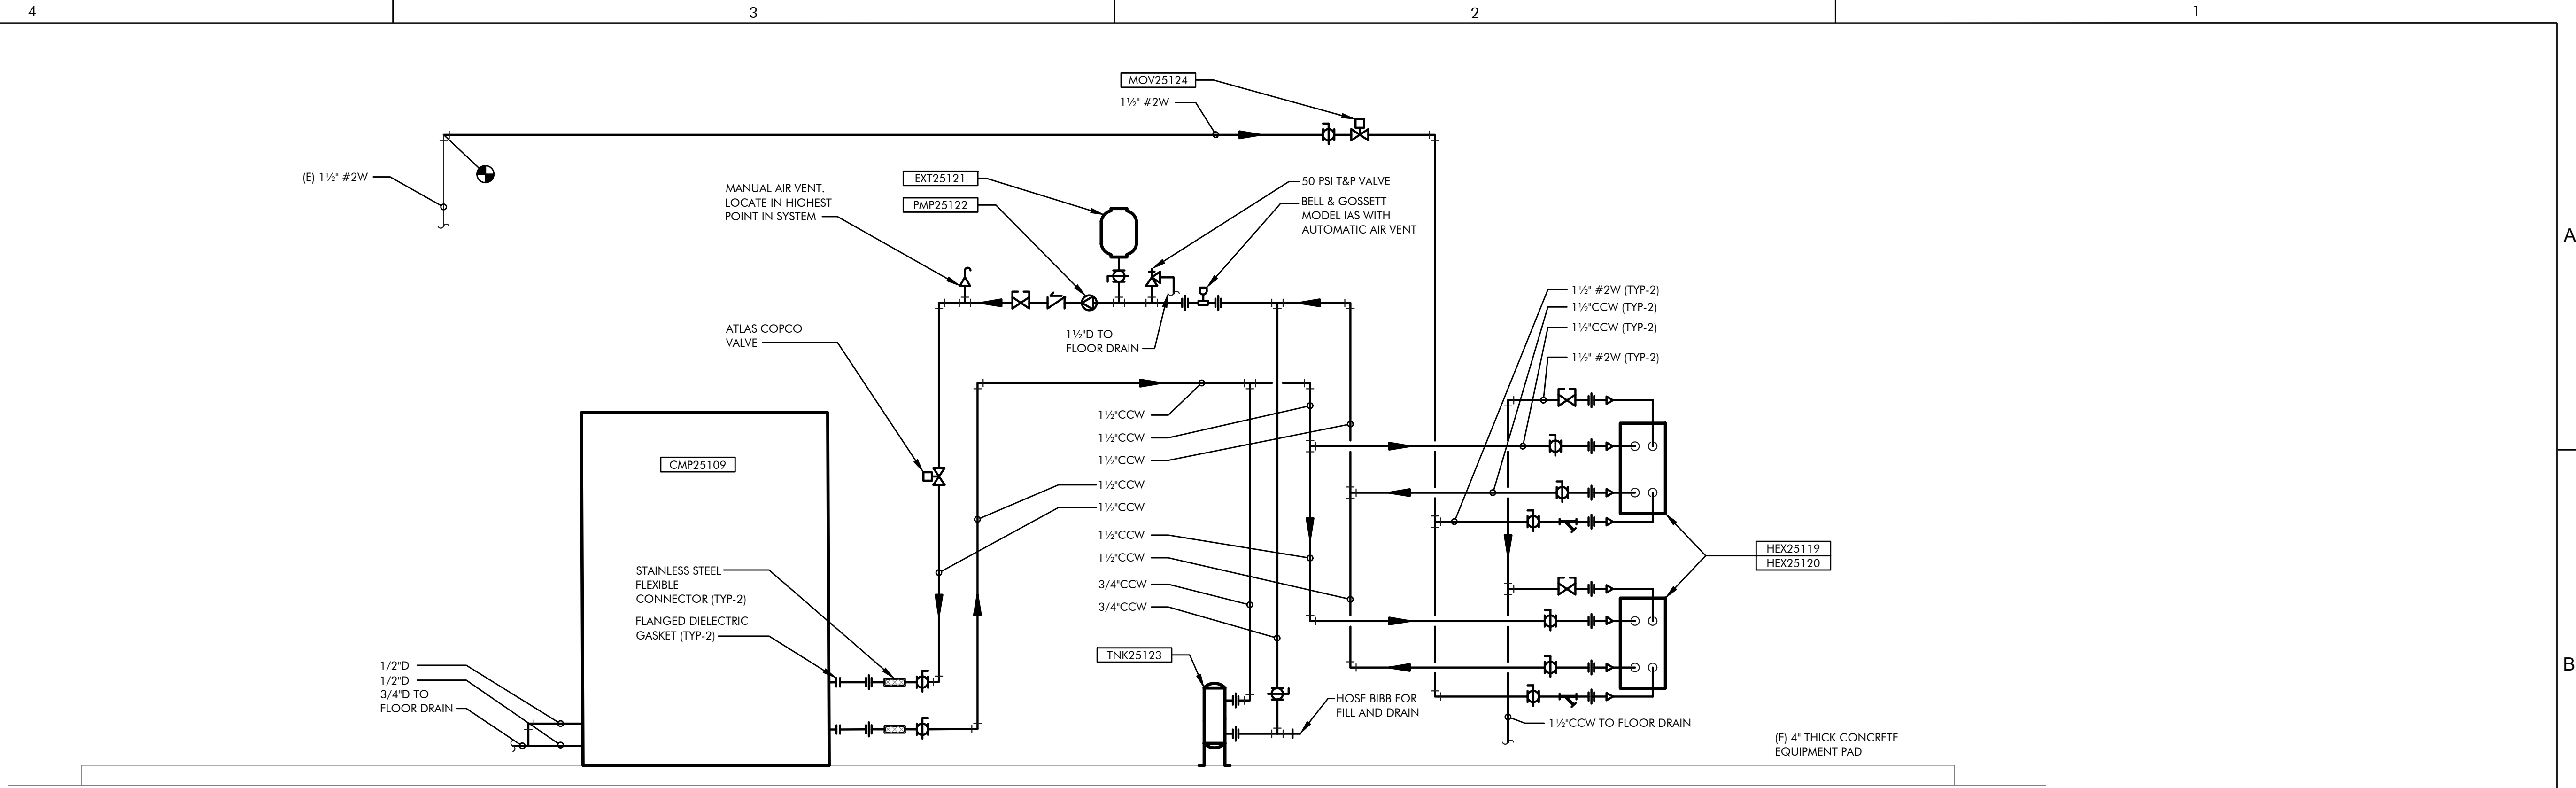 4
3
2
1
MOV25124
1½" #2W
(E) 1½" #2W
MANUAL AIR VENT.
LOCATE IN HIGHEST
POINT IN SYSTEM
EXT25121
PMP25122
50 PSI T&P VALVE
BELL & GOSSETT
MODEL IAS WITH
AUTOMATIC AIR VENT
A
1½" #2W (TYP-2)
1½"CCW (TYP-2)
1½"CCW (TYP-2)
1½" #2W (TYP-2)
ATLAS COPCO
VALVE
1½"D TO
FLOOR DRAIN
1½"CCW
1½"CCW
1½"CCW
1½"CCW
1½"CCW
1½"CCW
1½"CCW
3/4"CCW
3/4"CCW
CMP25109
HEX25119
HEX25120
STAINLESS STEEL
FLEXIBLE
CONNECTOR (TYP-2)
FLANGED DIELECTRIC
GASKET (TYP-2)
1/2"D
1/2"D
3/4"D TO
FLOOR DRAIN
TNK25123
HOSE BIBB FOR
FILL AND DRAIN
1½"CCW TO FLOOR DRAIN
(E) 4" THICK CONCRETE
EQUIPMENT PAD
B